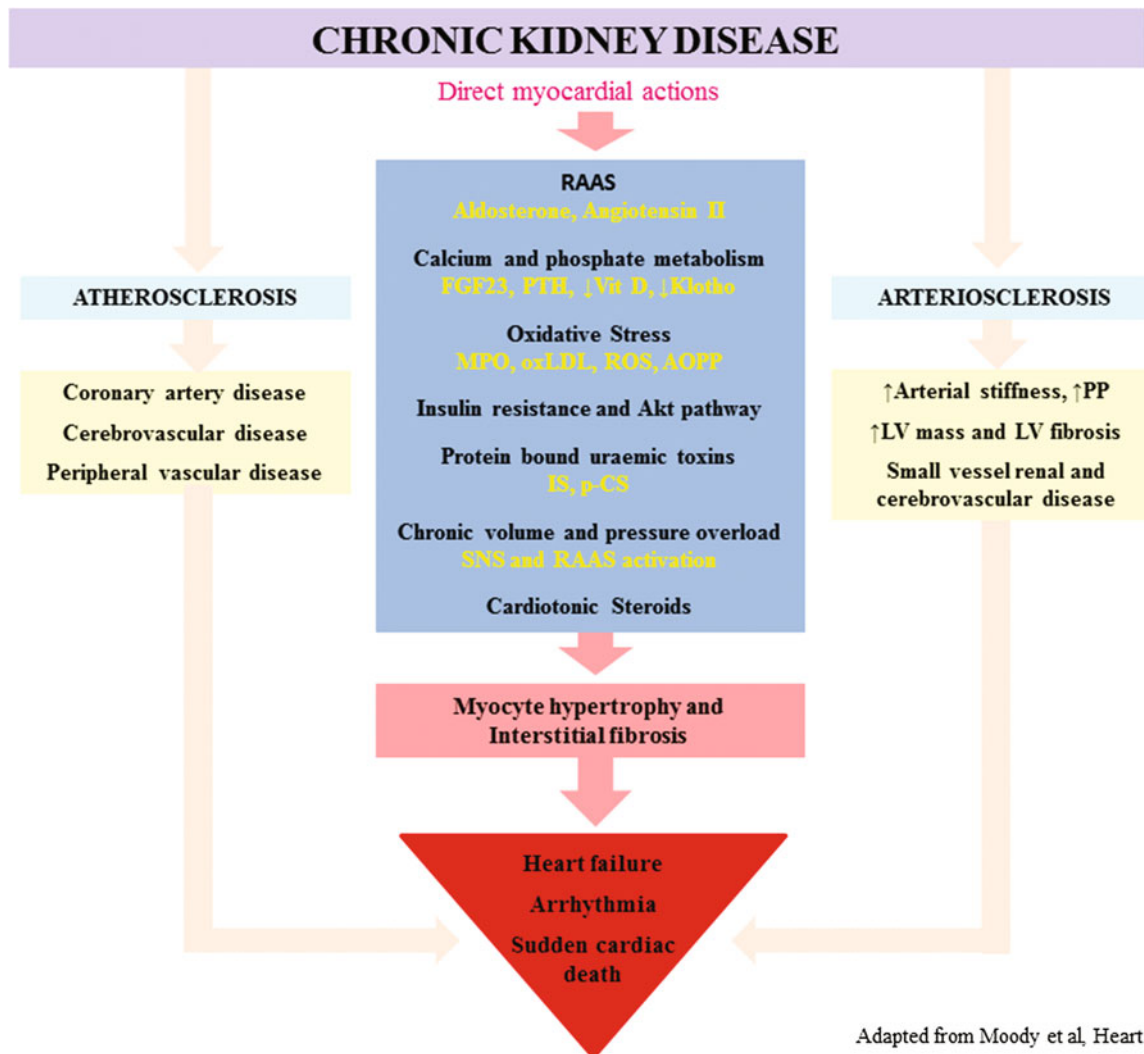 CHRONIC KIDNEY DISEASE
Direct myocardial actions
RAAS
Aldosterone, Angiotensin II
Calcium and phosphate metabolism
FGF23, PTH, ↓Vit D, ↓Klotho
Oxidative Stress
MPO, oxLDL, ROS, AOPP
Insulin resistance and Akt pathway
Protein bound uraemic toxins
IS, p-CS
Chronic volume and pressure overload
SNS and RAAS activation
Cardiotonic Steroids
ATHEROSCLEROSIS
Coronary artery disease
Cerebrovascular disease
Peripheral vascular disease
ARTERIOSCLEROSIS
↑Arterial stiffness, ↑PP
↑LV mass and LV fibrosis
Small vessel renal and
cerebrovascular disease
Myocyte hypertrophy and
Interstitial fibrosis
Heart failure
Arrhythmia
Sudden cardiac
death
Adapted from Moody et al, Heart